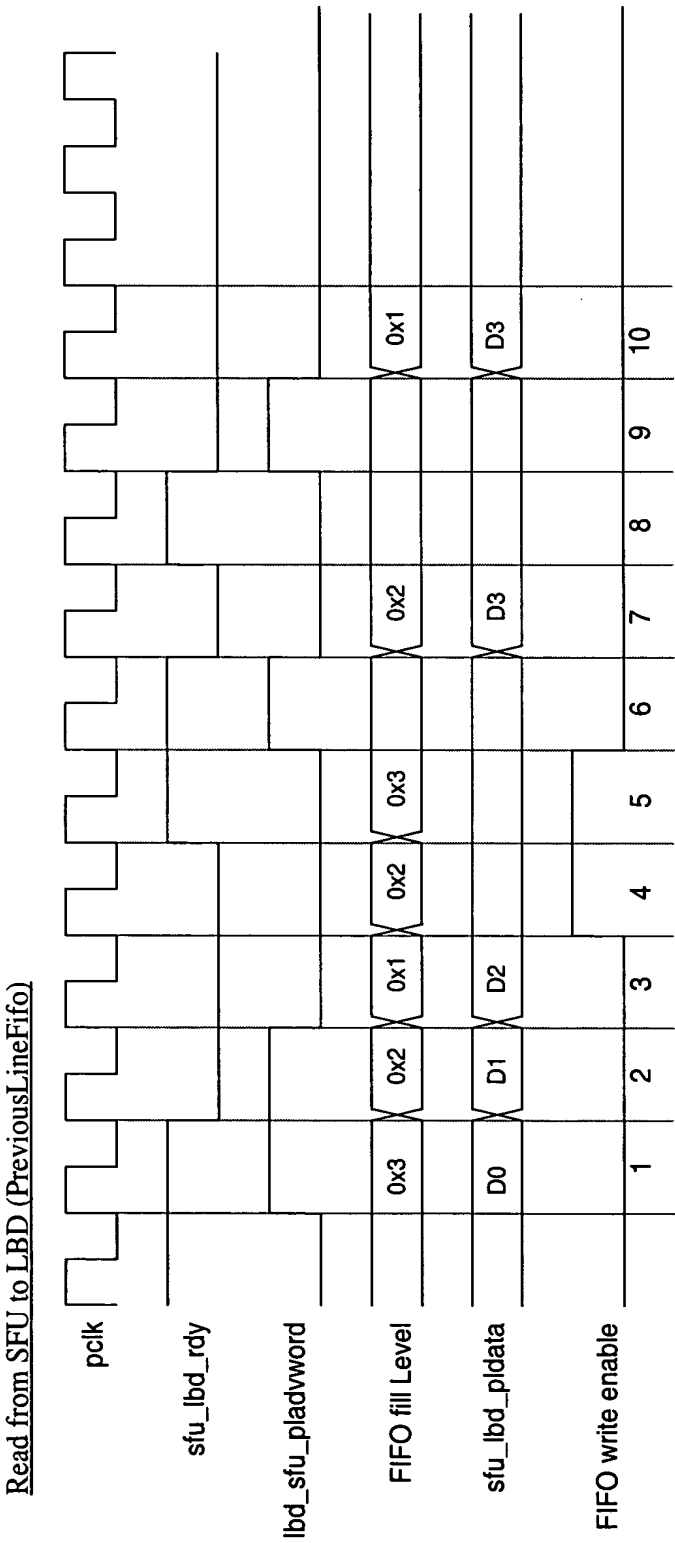 Read from SFU to LBD (PreviousLineFifo)
pclk
sfu_lbd_rdy
lbd_sfu_pladvword
FIFO fill Level
0x3
0x2
0x1
0x2
0x3
0x2
0x1
sfu_lbd_pldata
D0
D1
D2
D3
D3
FIFO write enable
1
2
3
4
5
6
7
8
9
10